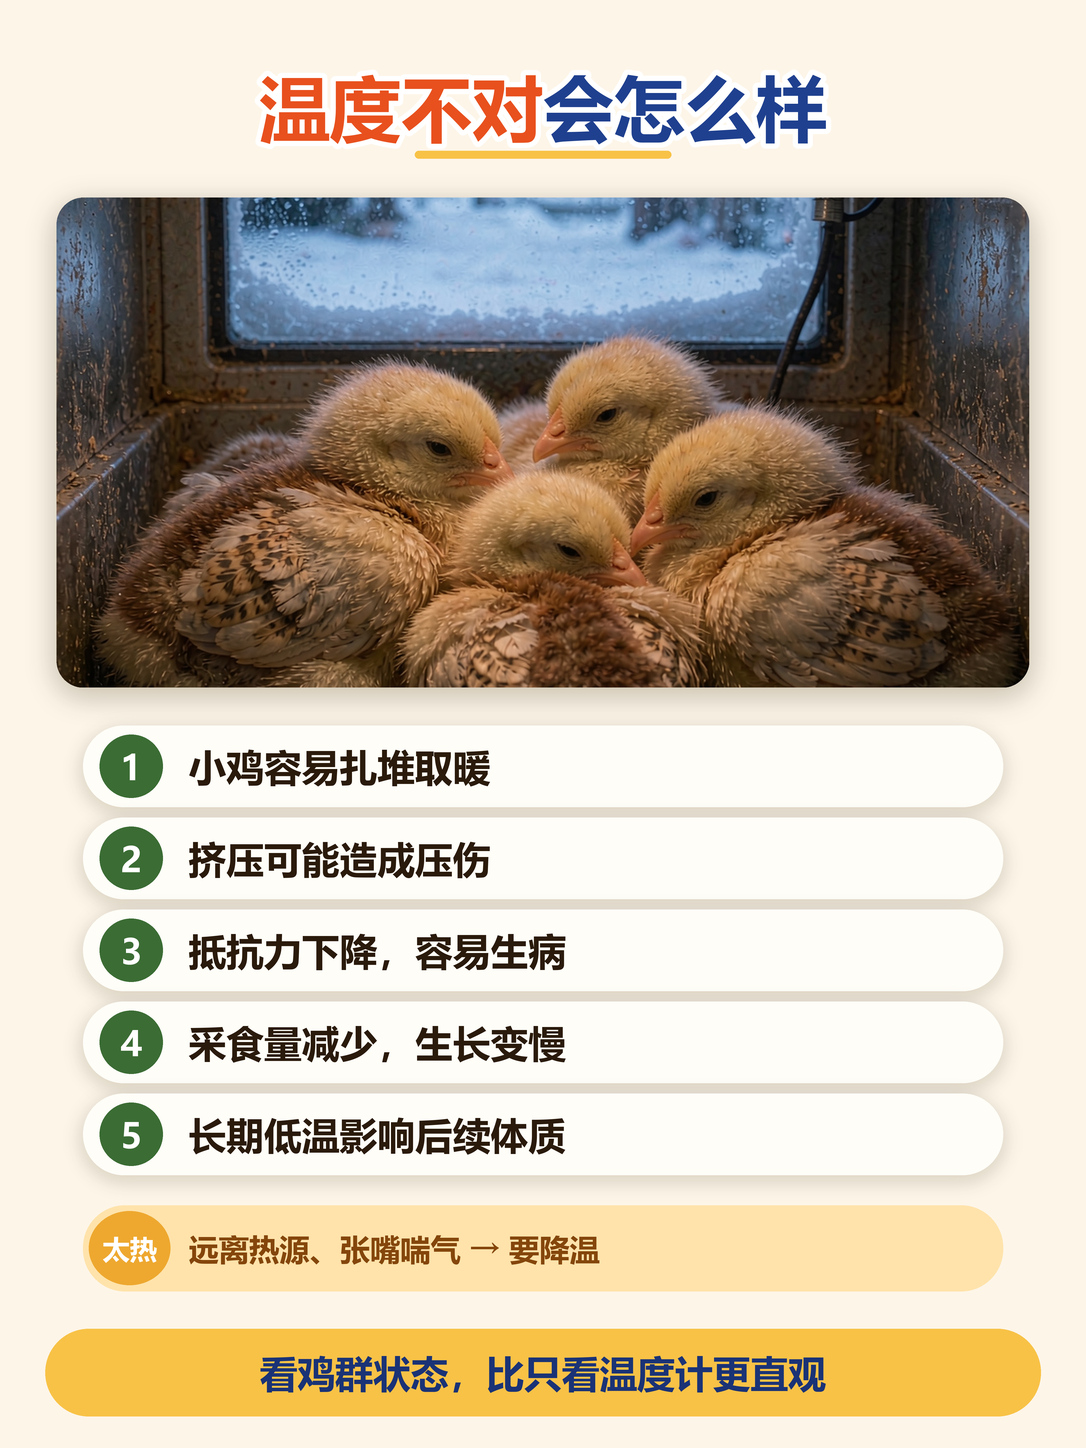 温度不对会怎么样
1 小鸡容易扎堆取暖
2 挤压可能造成压伤
3 抵抗力下降，容易生病
4 采食量减少，生长变慢
5 长期低温影响后续体质
太热 远离热源、张嘴喘气 → 要降温
看鸡群状态，比只看温度计更直观